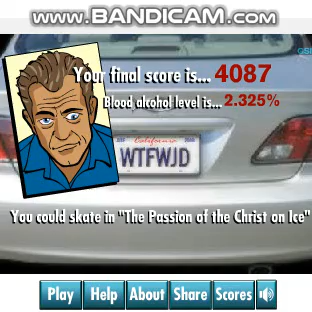 www.BANDICAM.com
GSi
Your final score is... 4087
Blood alcohol level is... 2.325%
California
WTFWJD
You could skate in "The Passion of the Christ on Ice"
Play Help About Share Scores